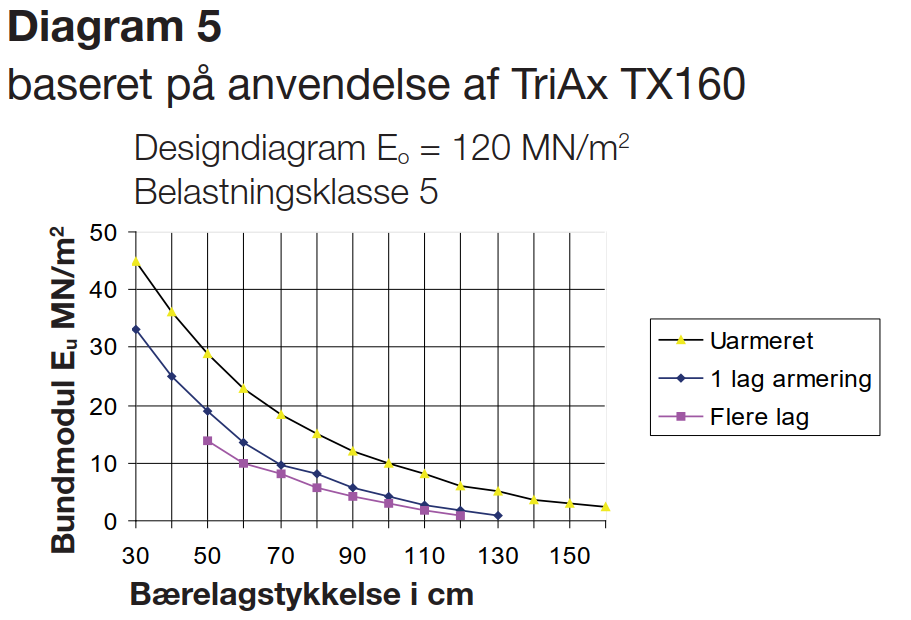 Diagram 5
baseret på anvendelse af TriAx TX160
Designdiagram Eₒ = 120 MN/m²
Belastningsklasse 5
Bundmodul Eᵤ MN/m²
50
40
30
20
10
0
30 50 70 90 110 130 150
Bærelagstykkelse i cm
Uarmeret
1 lag armering
Flere lag